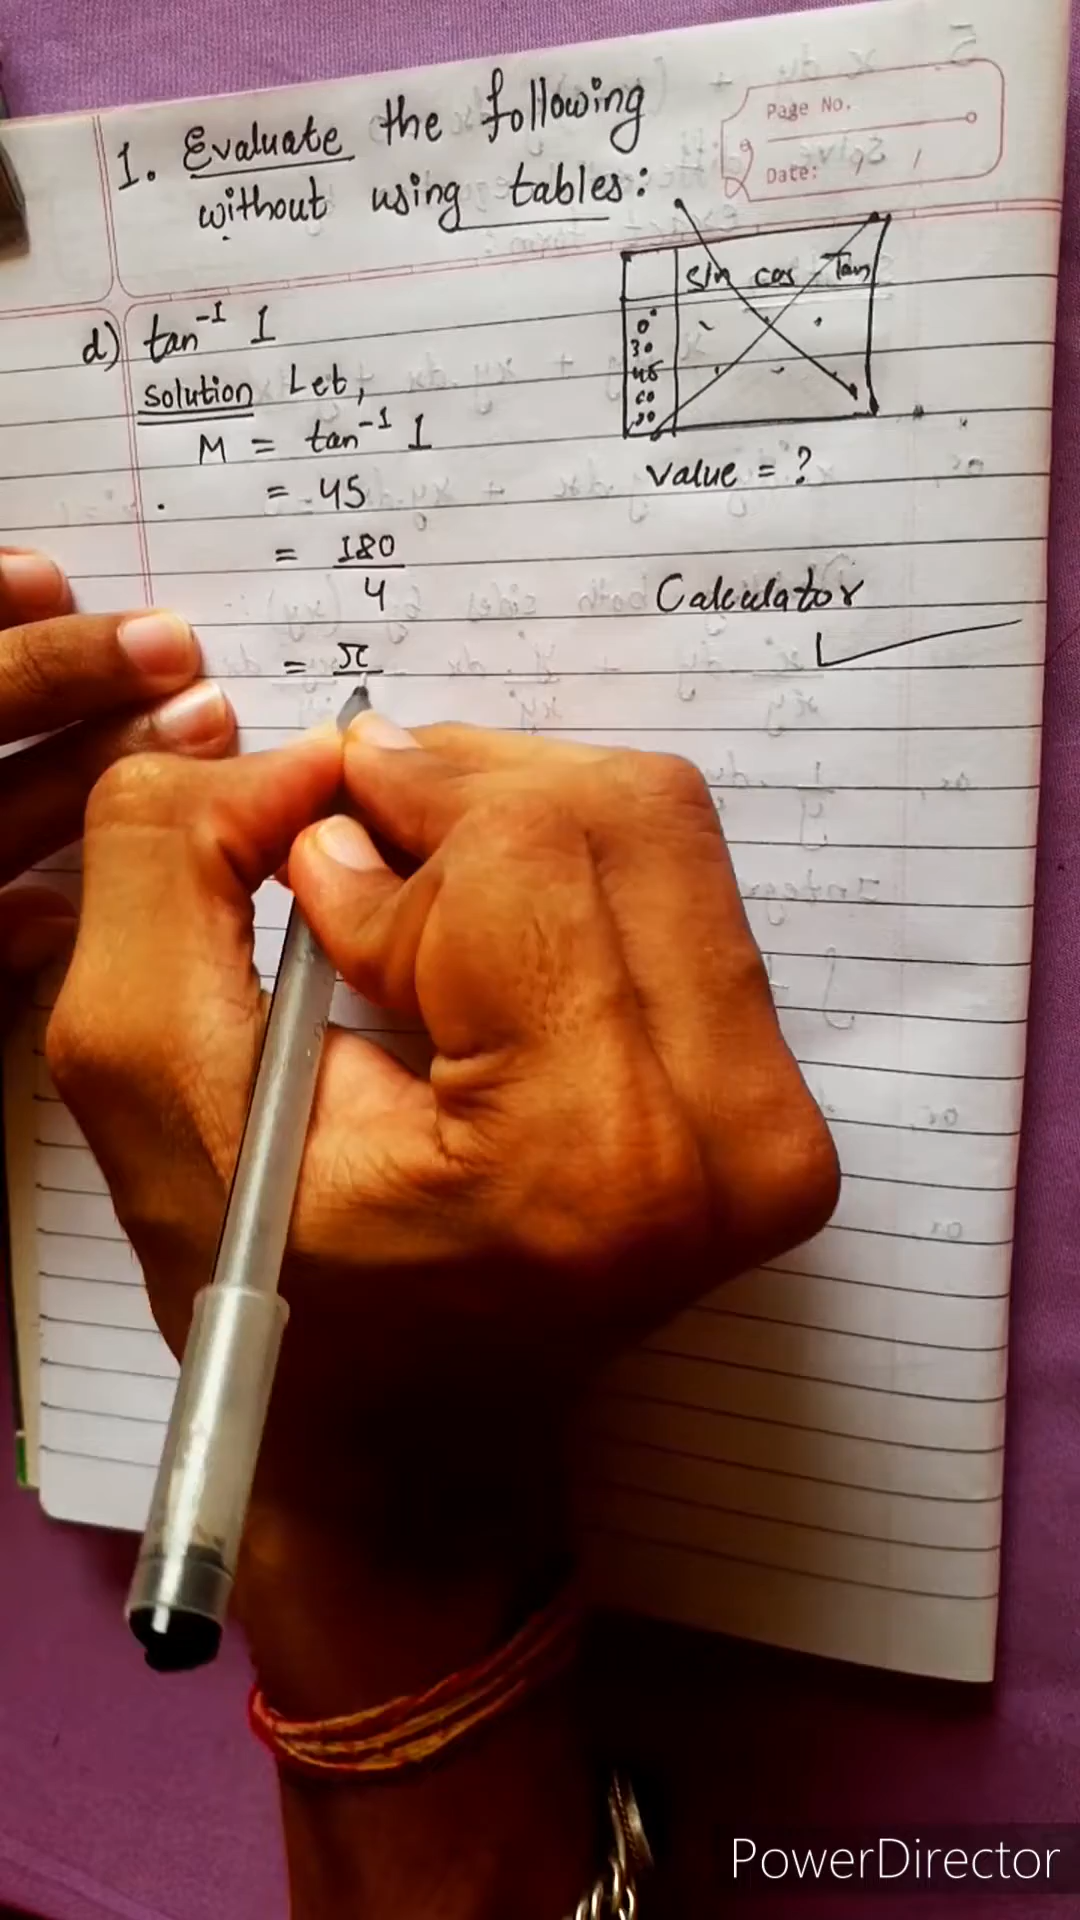 1. Evaluate the following
without using tables:
Page No.
Date:
d) tan⁻¹ 1
Solution Let,
M = tan⁻¹ 1
= 45
= 180/4
= π
Sin cos Tan
0°
30
45
60
90
Value = ?
Calculator
PowerDirector